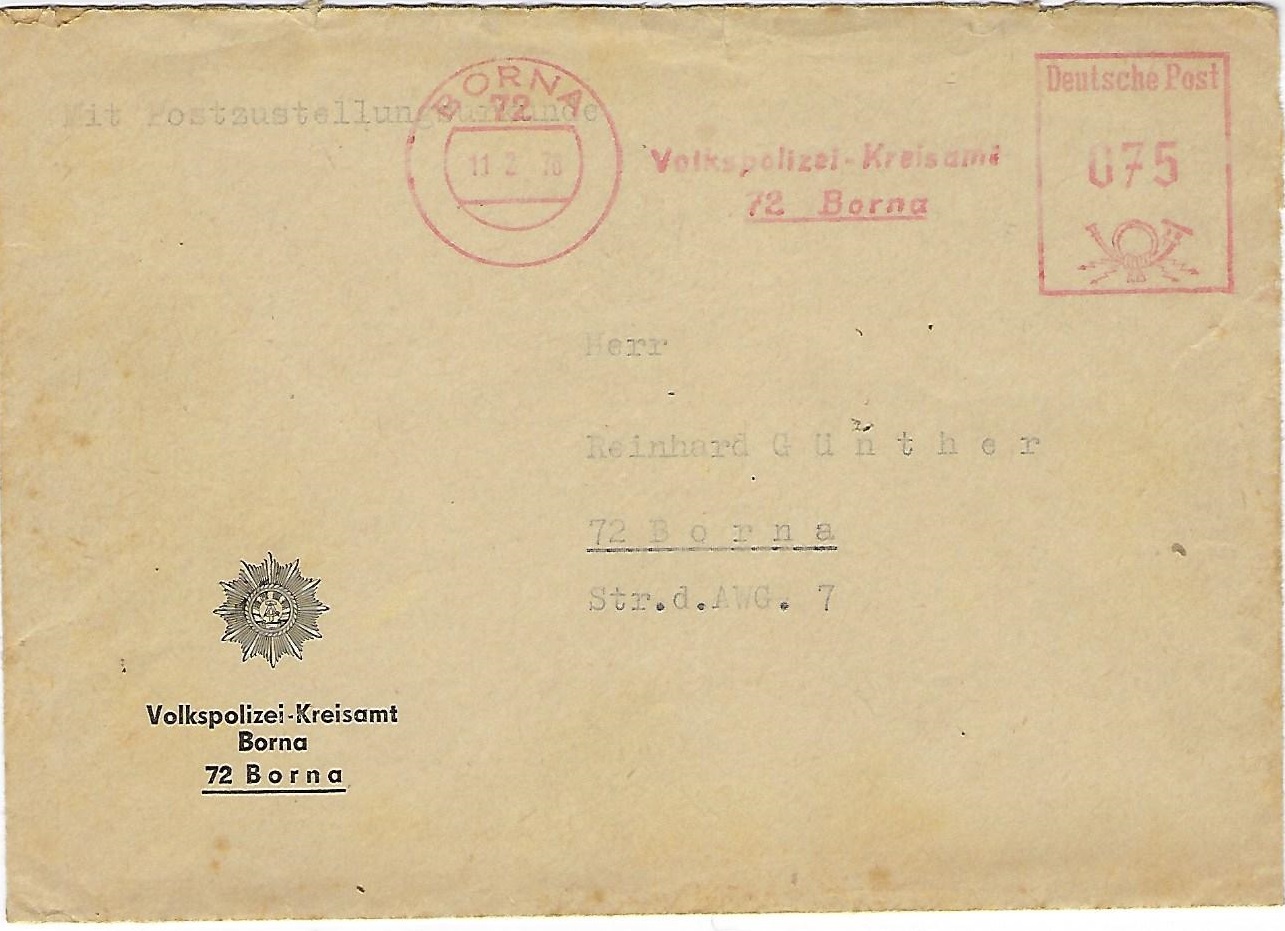 Mit Postzustellungsurkunde
BORNA
72
11 2 76
Volkspolizei-Kreisamt
72 Borna
Deutsche Post
075
Herr
Reinhard G ü n t h e r
72 B o r n a
Str.d.AWG. 7
Volkspolizei-Kreisamt
Borna
72 Borna